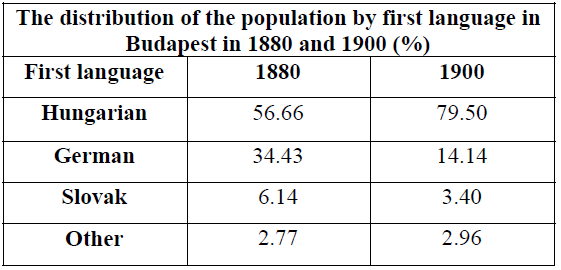 The distribution of the population by first language in
Budapest in 1880 and 1900 (%)
First language 1880 1900
Hungarian 56.66 79.50
German 34.43 14.14
Slovak 6.14 3.40
Other 2.77 2.96